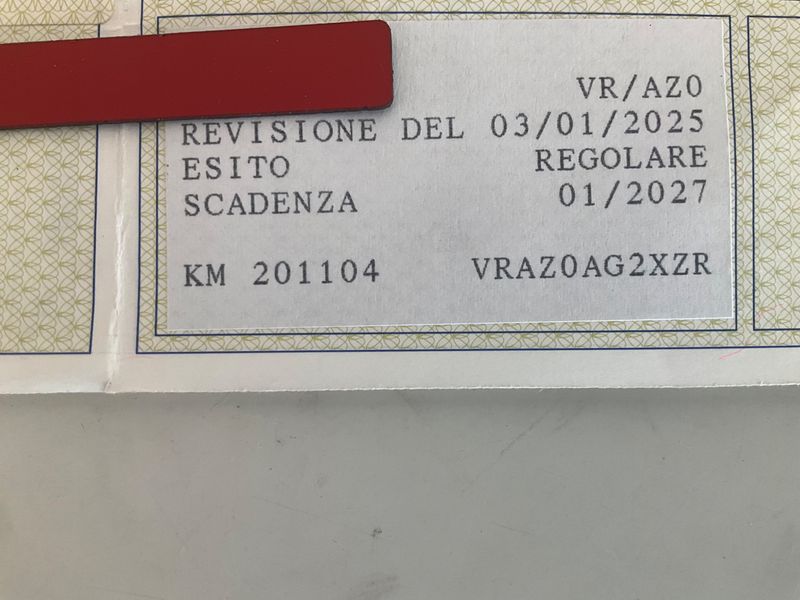 VR/AZ0
REVISIONE DEL 03/01/2025
ESITO REGOLARE
SCADENZA 01/2027
KM 201104 VRAZ0AG2XZR